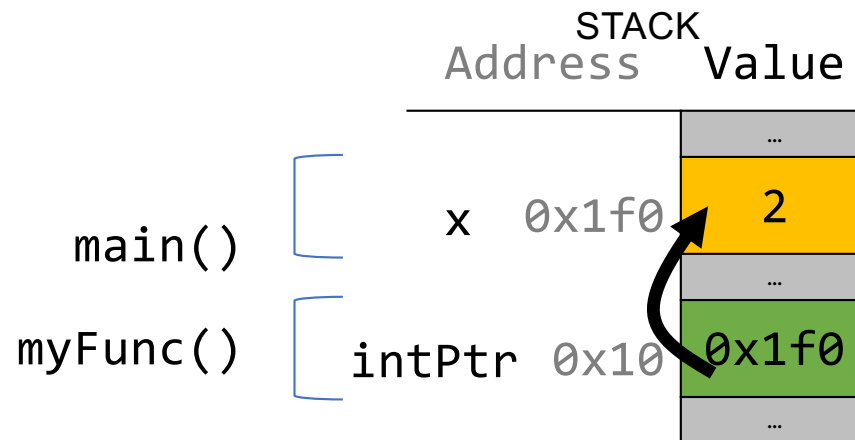 STACK
Address Value
…
x 0x1f0 2
main()
…
myFunc() intPtr 0x10 0x1f0
…